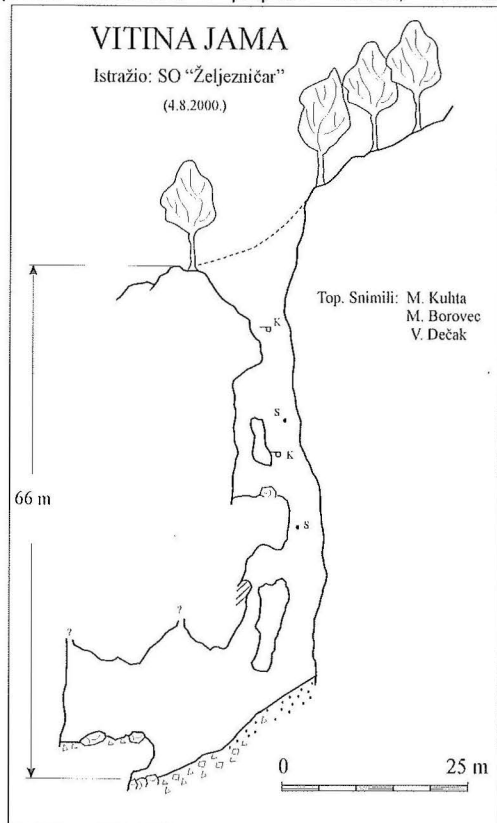 VITINA JAMA
Istražio: SO "Željezničar"
(4.8.2000.)
Top. Snimili: M. Kuhta
M. Borovec
V. Dečak
K
S
K
S
66 m
?
?
0 25 m